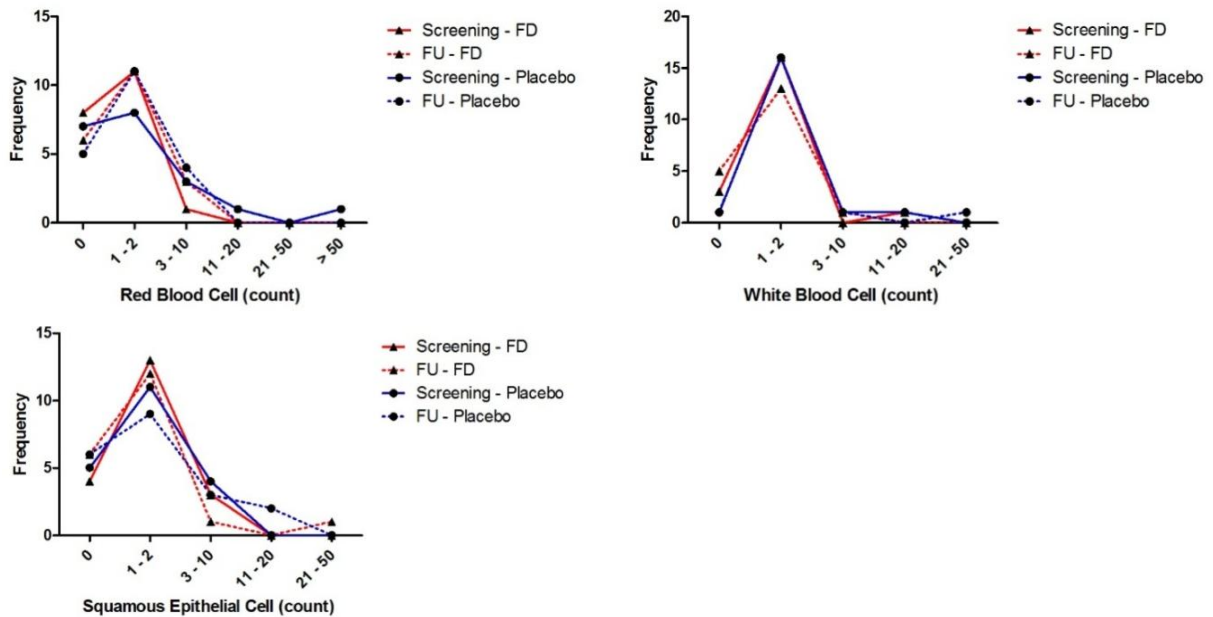 15
10
5
0
Frequency
0
1 - 2
3 - 10
11 - 20
21 - 50
> 50
Red Blood Cell (count)
Screening - FD
FU - FD
Screening - Placebo
FU - Placebo
20
15
10
5
0
Frequency
0
1 - 2
3 - 10
11 - 20
21 - 50
White Blood Cell (count)
Screening - FD
FU - FD
Screening - Placebo
FU - Placebo
15
10
5
0
Frequency
0
1 - 2
3 - 10
11 - 20
21 - 50
Squamous Epithelial Cell (count)
Screening - FD
FU - FD
Screening - Placebo
FU - Placebo